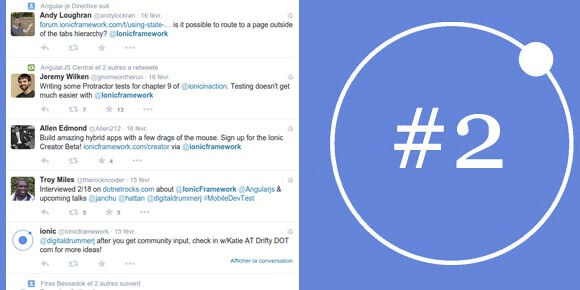 Angular-js Directive suit
Andy Loughran @andylockran · 16 févr.
forum.ionicframework.com/t/using-state-... is it possible to route to a page outside
of the tabs hierarchy? @Ionicframework
AngularJS Central et 2 autres a retweeté
Jeremy Wilken @gnomeontherun · 16 févr.
Writing some Protractor tests for chapter 9 of @ionicinaction. Testing doesn't get
much easier with @Ionicframework
7 13
Allen Edmond @Allen212 · 16 févr.
Build amazing hybrid apps with a few drags of the mouse. Sign up for the Ionic
Creator Beta! ionicframework.com/creator via @ionicframework
4
Troy Miles @therockncoder · 15 févr.
Interviewed 2/18 on dotnetrocks.com about @IonicFramework @Angularjs &
upcoming talks @janchu @hattan @digitaldrummerj #MobileDevTest
3 5
ionic @ionicframework · 15 févr.
@digitaldrummerj after you get community input, check in w/Katie AT Drifty DOT
com for more ideas!
Afficher la conversation
Firas Bessadok et 2 autres suivent
#2